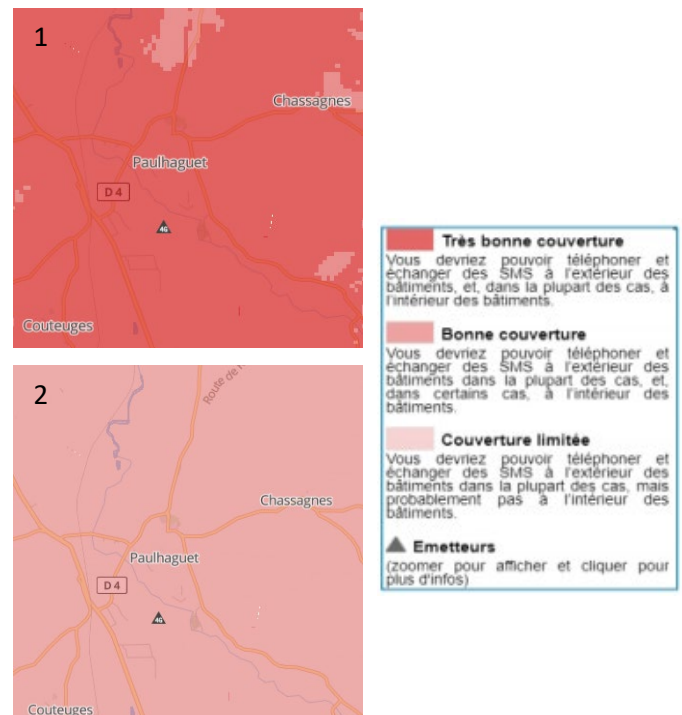 1
Chassagnes
Paulhaguet
D 4
4G
Couteuges
2
Chassagnes
Paulhaguet
D 4
4G
Couteuges
Très bonne couverture
Vous devriez pouvoir téléphoner et
échanger des SMS à l'extérieur des
bâtiments, et, dans la plupart des cas, à
l'intérieur des bâtiments.
Bonne couverture
Vous devriez pouvoir téléphoner et
échanger des SMS à l'extérieur des
bâtiments dans la plupart des cas, et,
dans certains cas, à l'intérieur des
bâtiments.
Couverture limitée
Vous devriez pouvoir téléphoner et
échanger des SMS à l'extérieur des
bâtiments dans la plupart des cas, mais
probablement pas à l'intérieur des
bâtiments.
Emetteurs
(zoomer pour afficher et cliquer pour
plus d'infos)